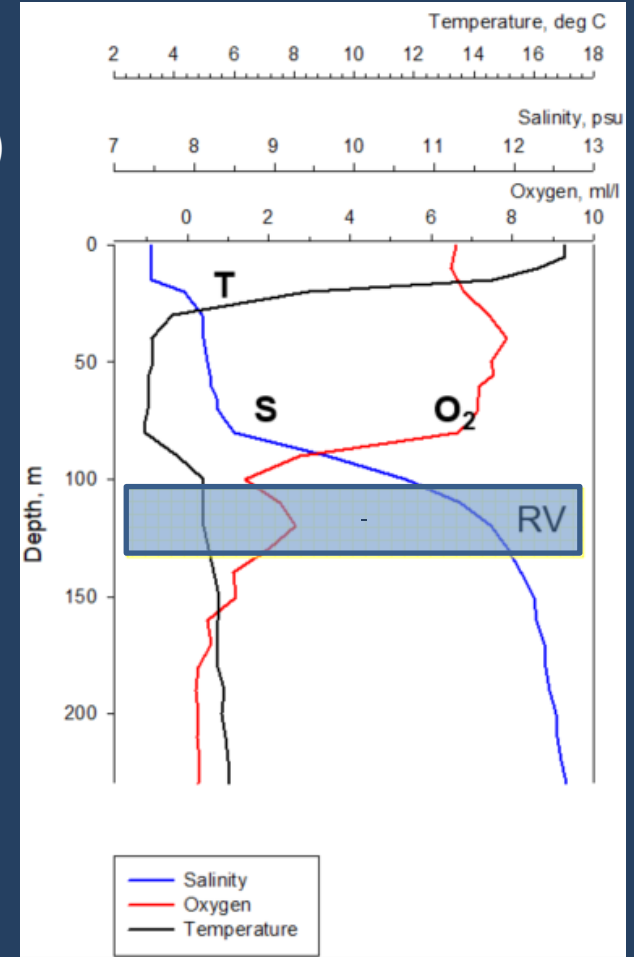 Temperature, deg C
2 4 6 8 10 12 14 16 18
Salinity, psu
7 8 9 10 11 12 13
Oxygen, ml/l
0 2 4 6 8 10
0
T
50
S O₂
100
RV
-
Depth, m
150
200
Salinity
Oxygen
Temperature